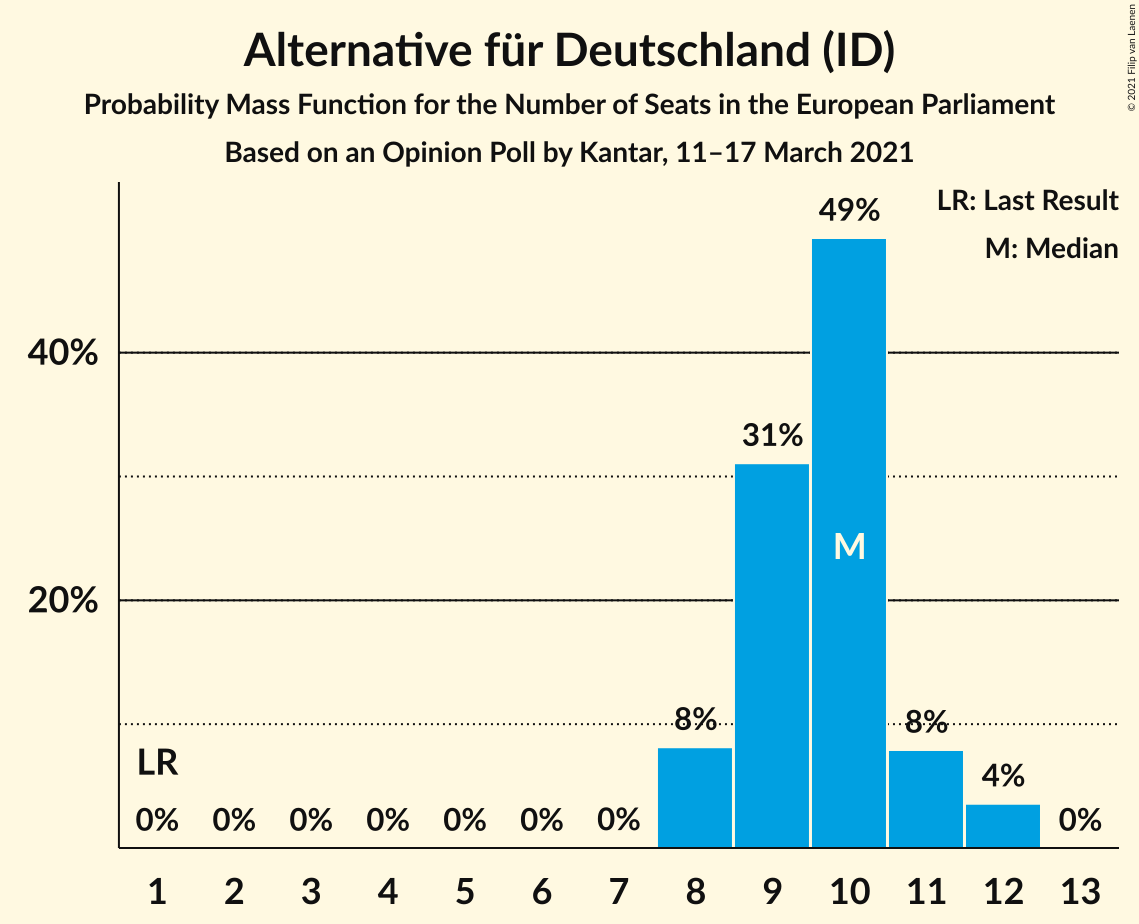 Alternative für Deutschland (ID)
Probability Mass Function for the Number of Seats in the European Parliament
Based on an Opinion Poll by Kantar, 11–17 March 2021
© 2021 Filip van Laenen
LR: Last Result
M: Median
49%
40%
31%
M
20%
8%
8%
LR
4%
0% 0% 0% 0% 0% 0% 0% 0%
1 2 3 4 5 6 7 8 9 10 11 12 13